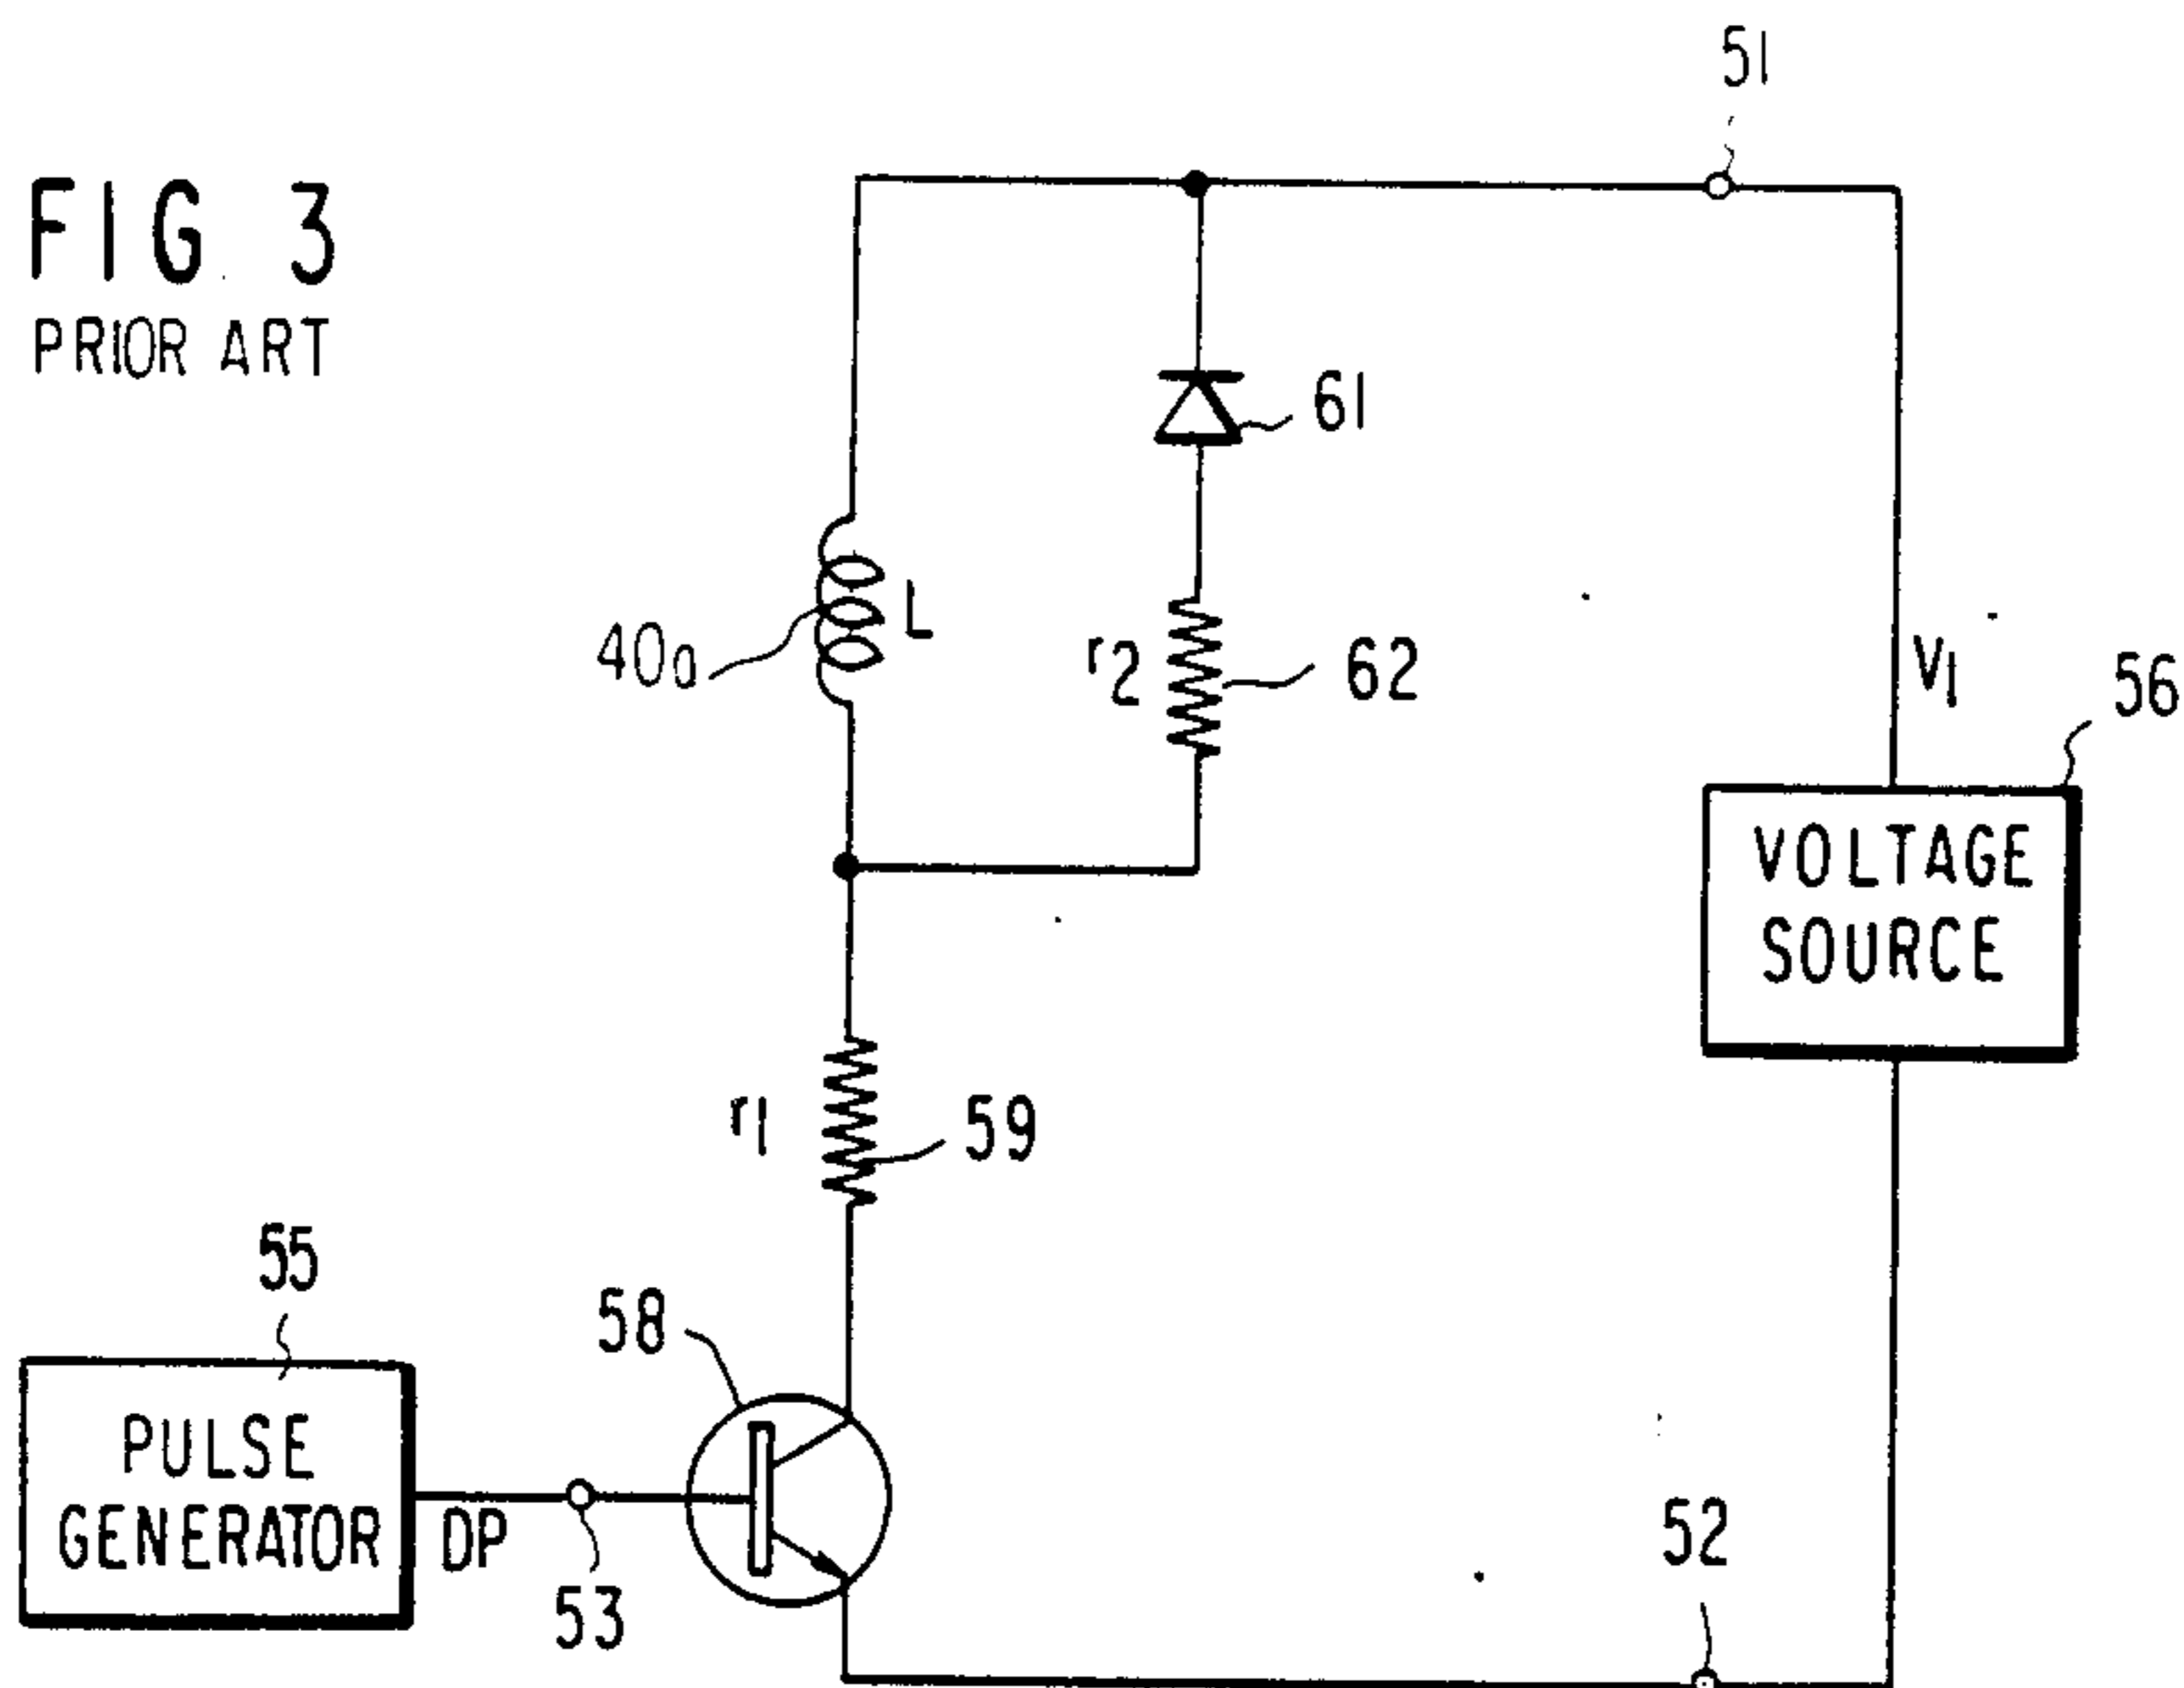 51
FIG. 3
PRIOR ART
61
40a
L
r2
62
V1
56
VOLTAGE
SOURCE
r1
59
55
58
PULSE
GENERATOR
DP
53
52